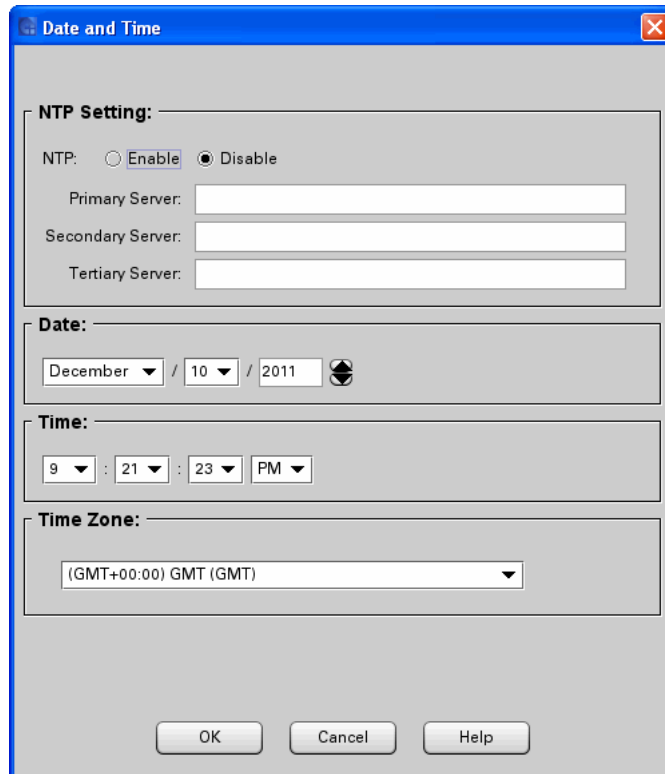 Date and Time
NTP Setting:
NTP: Enable Disable
Primary Server:
Secondary Server:
Tertiary Server:
Date:
December / 10 / 2011
Time:
9 : 21 : 23 PM
Time Zone:
(GMT+00:00) GMT (GMT)
OK Cancel Help